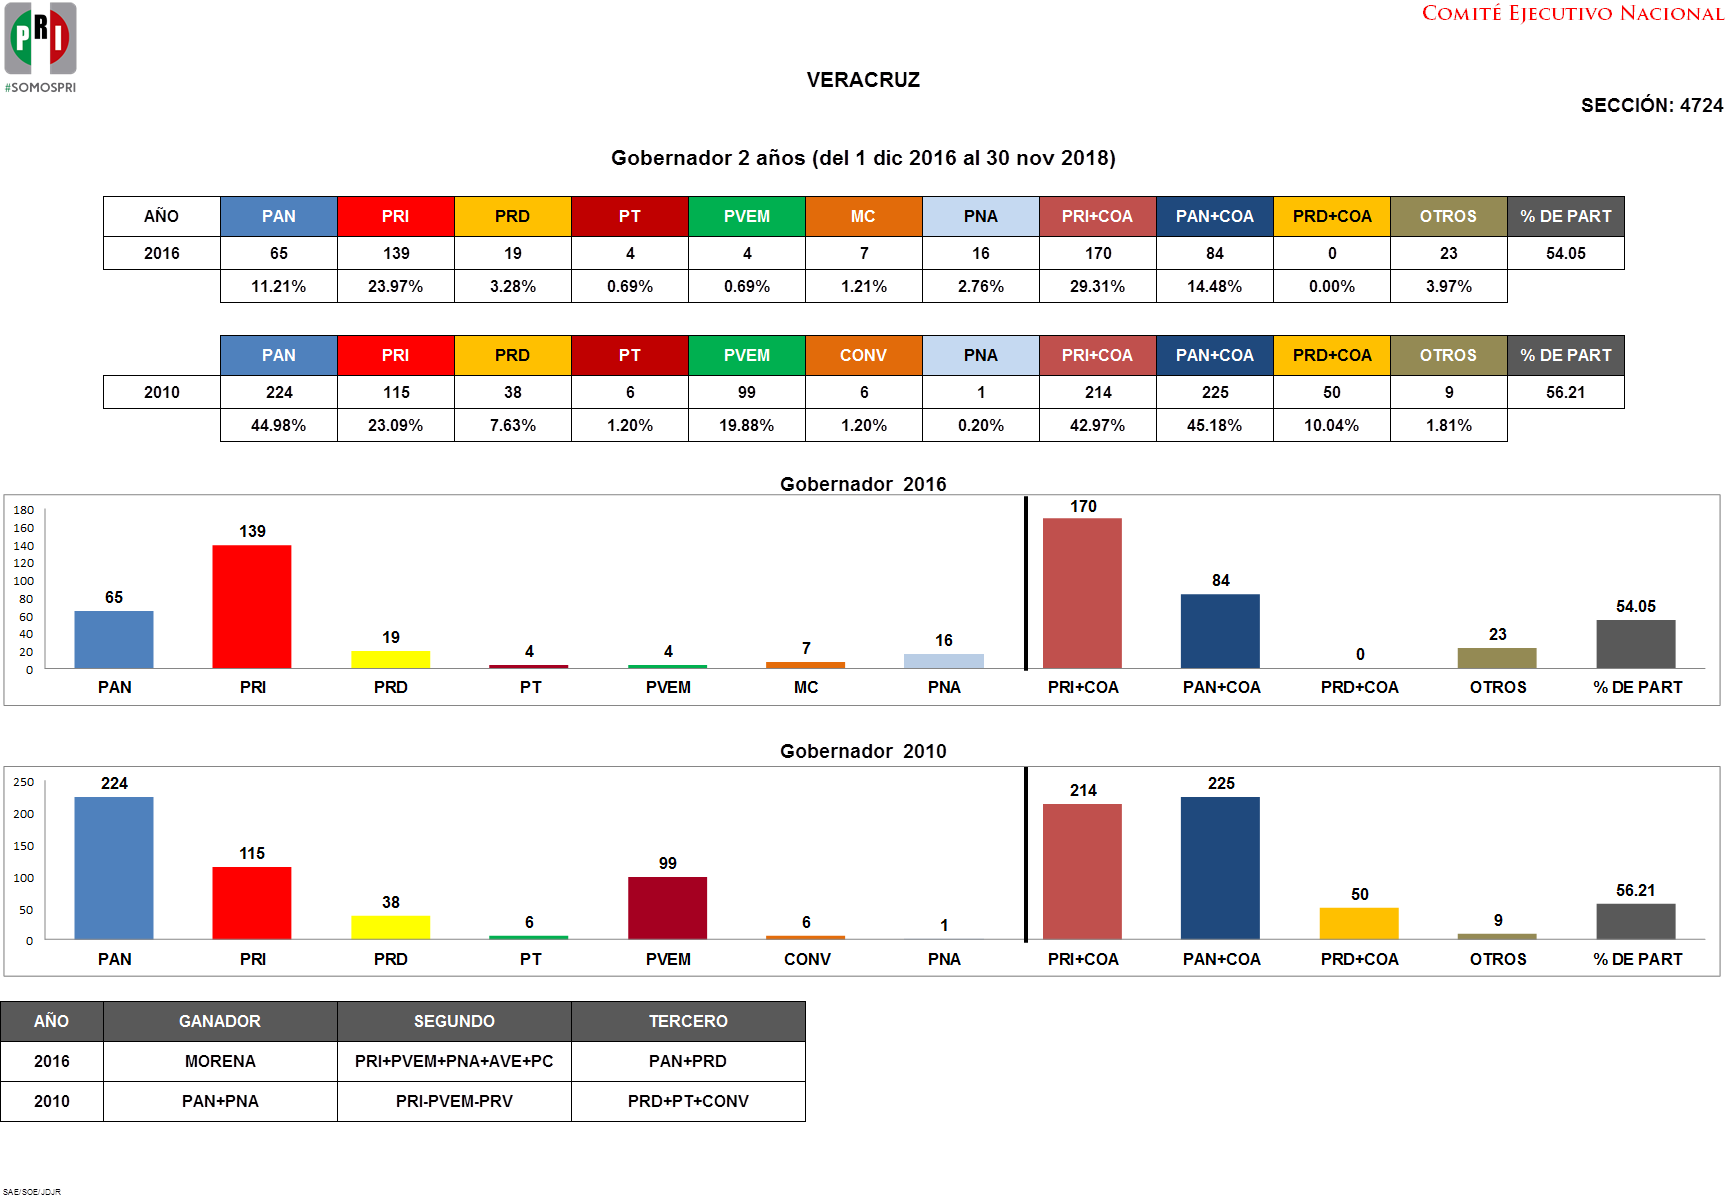 PRI
#SOMOSPRI
COMITÉ EJECUTIVO NACIONAL
VERACRUZ
SECCIÓN: 4724
Gobernador 2 años (del 1 dic 2016 al 30 nov 2018)
AÑO PAN PRI PRD PT PVEM MC PNA PRI+COA PAN+COA PRD+COA OTROS % DE PART
2016 65 139 19 4 4 7 16 170 84 0 23 54.05
11.21% 23.97% 3.28% 0.69% 0.69% 1.21% 2.76% 29.31% 14.48% 0.00% 3.97%
PAN PRI PRD PT PVEM CONV PNA PRI+COA PAN+COA PRD+COA OTROS % DE PART
2010 224 115 38 6 99 6 1 214 225 50 9 56.21
44.98% 23.09% 7.63% 1.20% 19.88% 1.20% 0.20% 42.97% 45.18% 10.04% 1.81%
Gobernador 2016
180
160
140
120
100
80
60
40
20
0
65 139 19 4 4 7 16 170 84 0 23 54.05
PAN PRI PRD PT PVEM MC PNA PRI+COA PAN+COA PRD+COA OTROS % DE PART
Gobernador 2010
250
200
150
100
50
0
224 115 38 6 99 6 1 214 225 50 9 56.21
PAN PRI PRD PT PVEM CONV PNA PRI+COA PAN+COA PRD+COA OTROS % DE PART
AÑO GANADOR SEGUNDO TERCERO
2016 MORENA PRI+PVEM+PNA+AVE+PC PAN+PRD
2010 PAN+PNA PRI-PVEM-PRV PRD+PT+CONV
SAE/SOE/JDJR